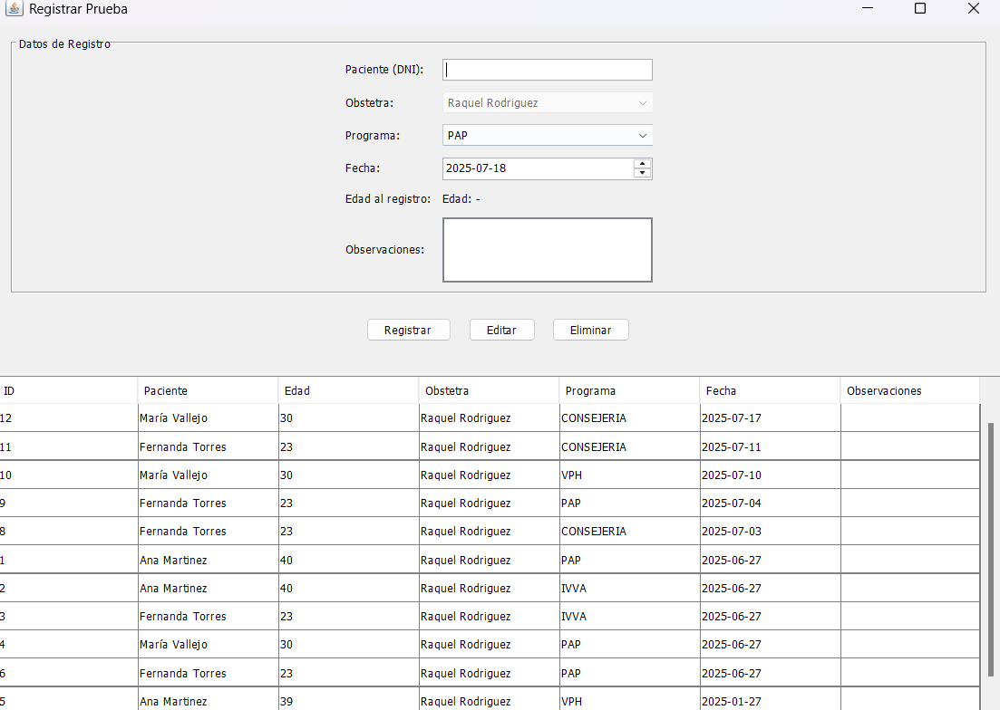 Registrar Prueba
Datos de Registro
Paciente (DNI):
Obstetra: Raquel Rodriguez
Programa: PAP
Fecha: 2025-07-18
Edad al registro: Edad: -
Observaciones:
Registrar Editar Eliminar
ID Paciente Edad Obstetra Programa Fecha Observaciones
12 María Vallejo 30 Raquel Rodriguez CONSEJERIA 2025-07-17
11 Fernanda Torres 23 Raquel Rodriguez CONSEJERIA 2025-07-11
10 María Vallejo 30 Raquel Rodriguez VPH 2025-07-10
9 Fernanda Torres 23 Raquel Rodriguez PAP 2025-07-04
8 Fernanda Torres 23 Raquel Rodriguez CONSEJERIA 2025-07-03
1 Ana Martinez 40 Raquel Rodriguez PAP 2025-06-27
2 Ana Martinez 40 Raquel Rodriguez IVVA 2025-06-27
3 Fernanda Torres 23 Raquel Rodriguez IVVA 2025-06-27
4 María Vallejo 30 Raquel Rodriguez PAP 2025-06-27
6 Fernanda Torres 23 Raquel Rodriguez PAP 2025-06-27
5 Ana Martinez 39 Raquel Rodriguez VPH 2025-01-27